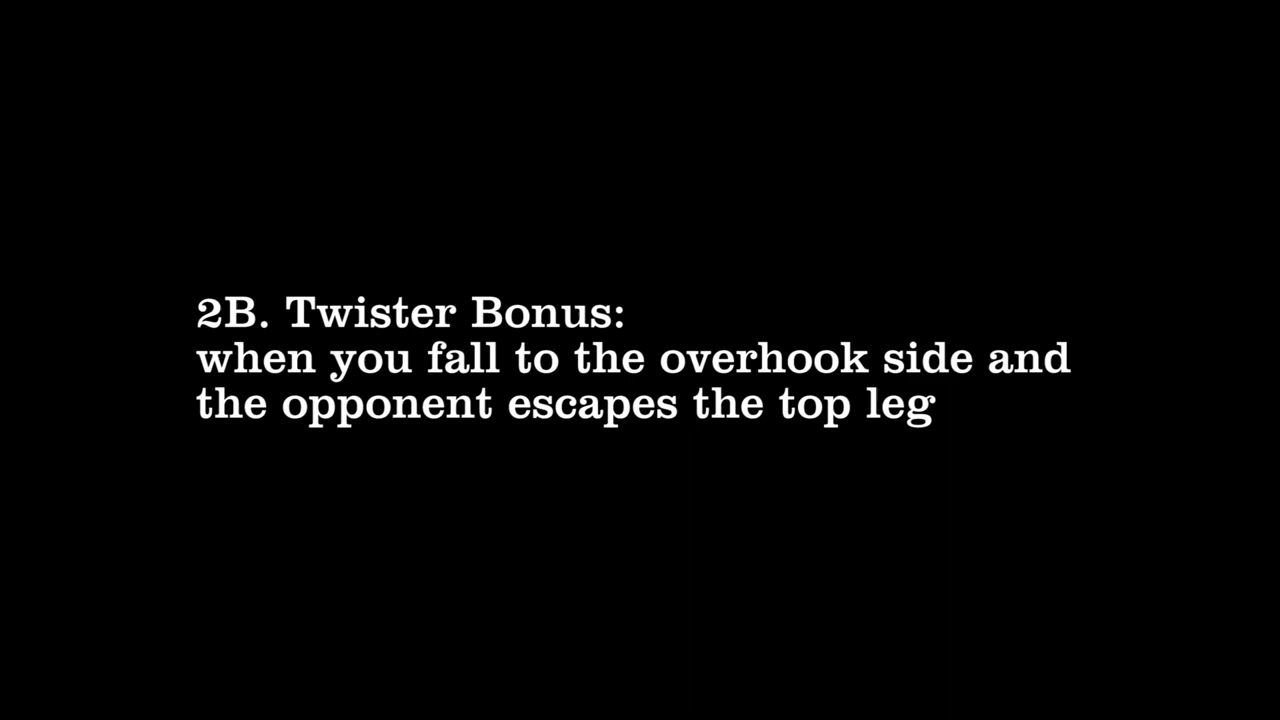 2B. Twister Bonus:
when you fall to the overhook side and
the opponent escapes the top leg